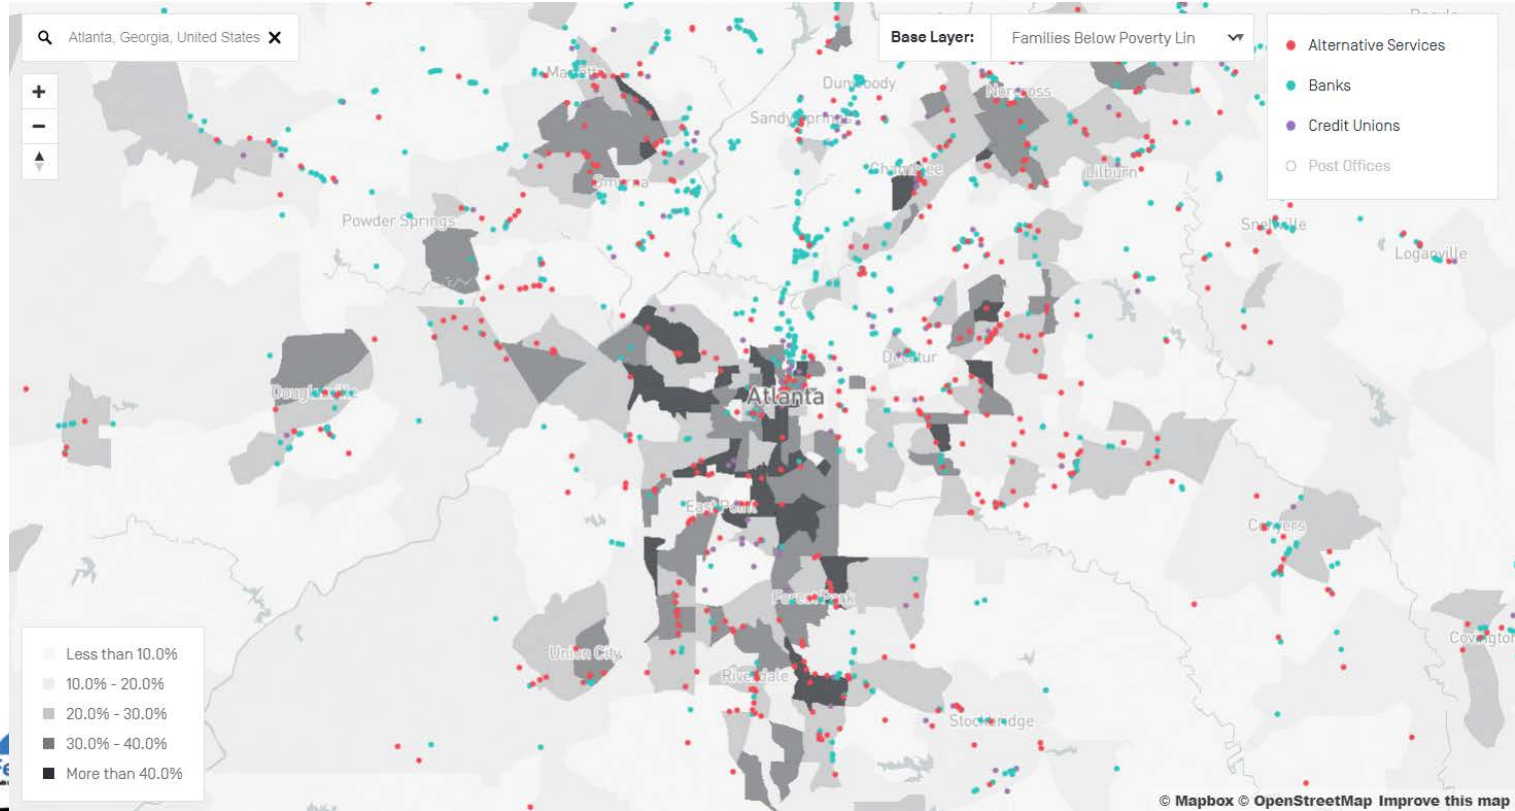 Atlanta, Georgia, United States
Base Layer: Families Below Poverty Lin
Alternative Services
Banks
Credit Unions
Post Offices
Marietta
Dunwoody
Sandy Springs
Norcross
Chamblee
Lilburn
Smyrna
Powder Springs
Snellville
Loganville
Decatur
Douglasville
Atlanta
East Point
Conyers
Forest Park
Union City
Riverdale
Covington
Stockbridge
Less than 10.0%
10.0% - 20.0%
20.0% - 30.0%
30.0% - 40.0%
More than 40.0%
© Mapbox © OpenStreetMap Improve this map